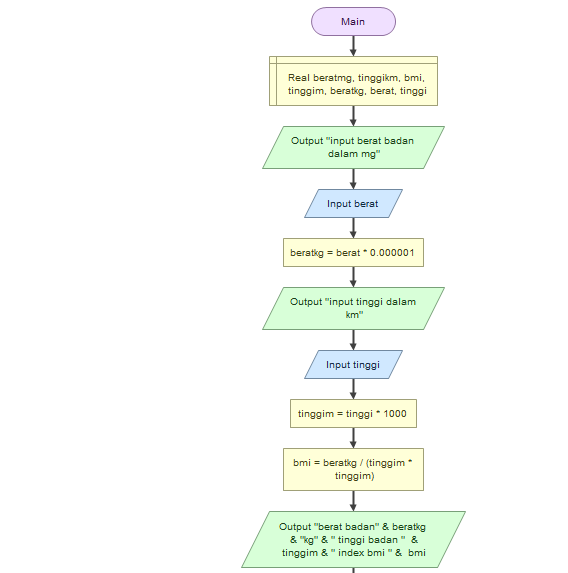 Main
Real beratmg, tinggikm, bmi,
tinggim, beratkg, berat, tinggi
Output "input berat badan
dalam mg"
Input berat
beratkg = berat * 0.000001
Output "input tinggi dalam
km"
Input tinggi
tinggim = tinggi * 1000
bmi = beratkg / (tinggim *
tinggim)
Output "berat badan" & beratkg
& "kg" & " tinggi badan " &
tinggim & " index bmi " & bmi